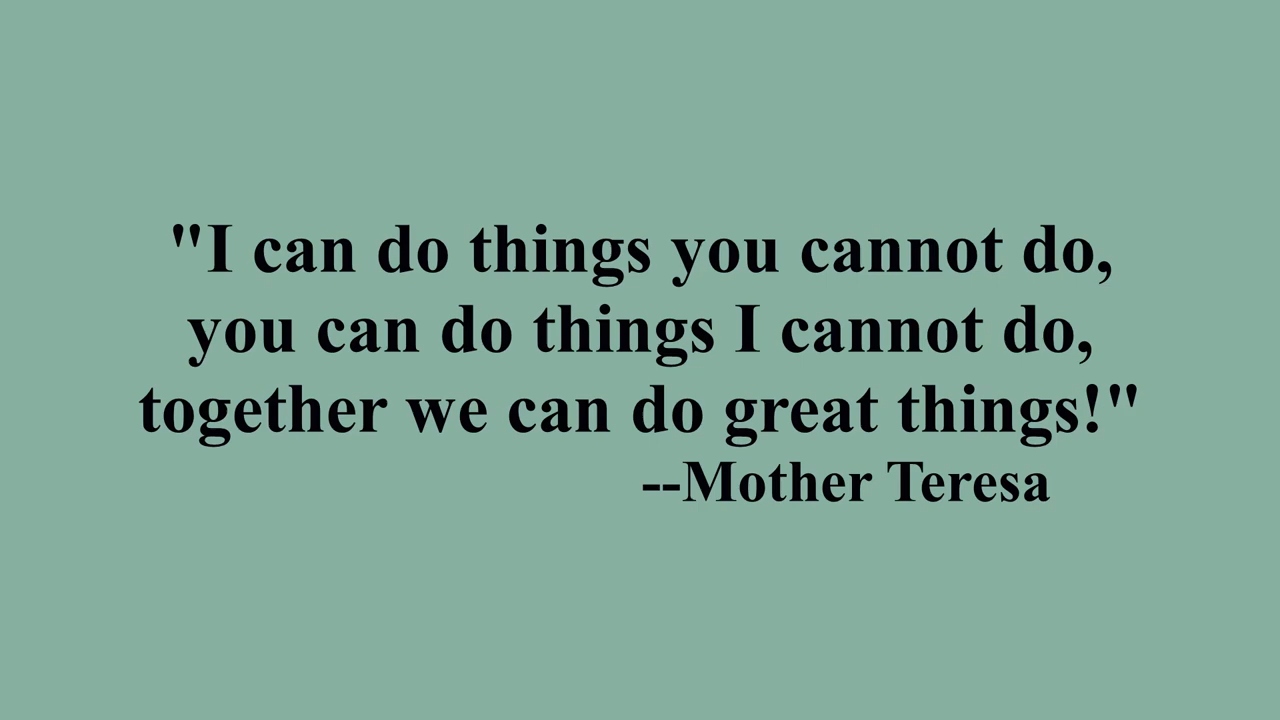 "I can do things you cannot do,
you can do things I cannot do,
together we can do great things!"
--Mother Teresa